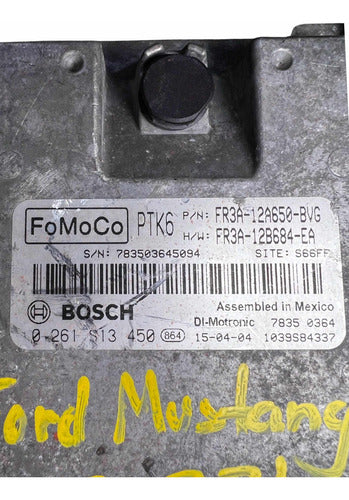 FoMoCo PTK6 P/N: FR3A-12A650-BVG
H/W: FR3A-12B684-EA
S/N: 783503645094 SITE: S66FF
BOSCH Assembled in Mexico
DI-Motronic 7835 0364
0 261 S13 450 864 15-04-04 1039S84337
Ford Mustang